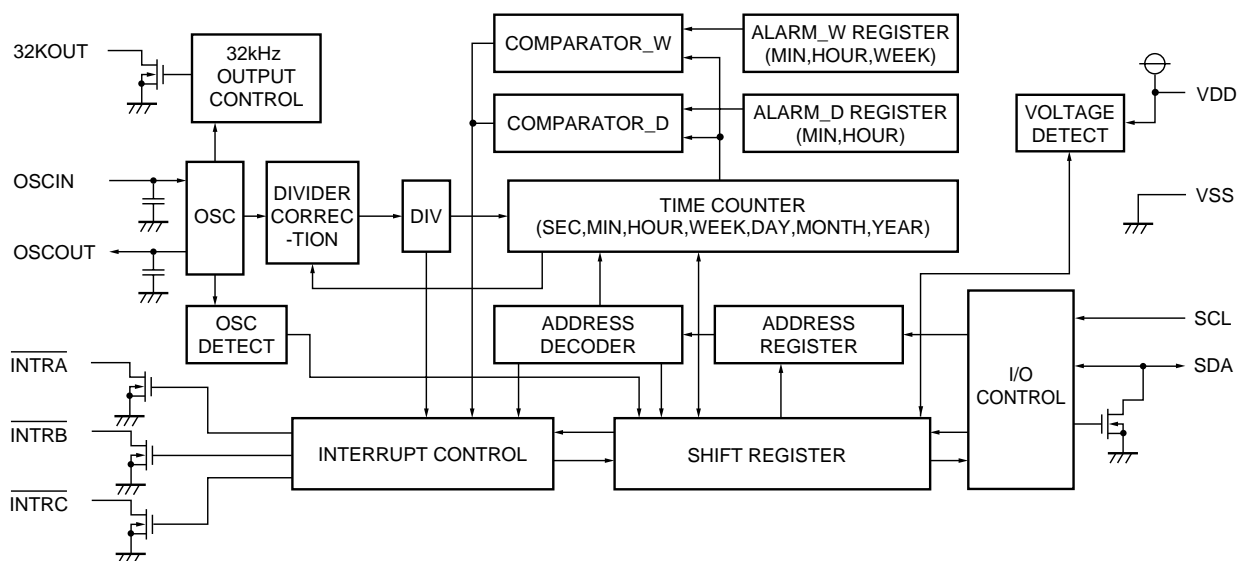 32KOUT
32kHz
OUTPUT
CONTROL
COMPARATOR_W
ALARM_W REGISTER
(MIN,HOUR,WEEK)
COMPARATOR_D
ALARM_D REGISTER
(MIN,HOUR)
VOLTAGE
DETECT
VDD
VSS
OSCIN
OSCOUT
OSC
DIVIDER
CORREC
-TION
DIV
TIME COUNTER
(SEC,MIN,HOUR,WEEK,DAY,MONTH,YEAR)
OSC
DETECT
ADDRESS
DECODER
ADDRESS
REGISTER
I/O
CONTROL
SCL
SDA
INTRA
INTRB
INTRC
INTERRUPT CONTROL
SHIFT REGISTER